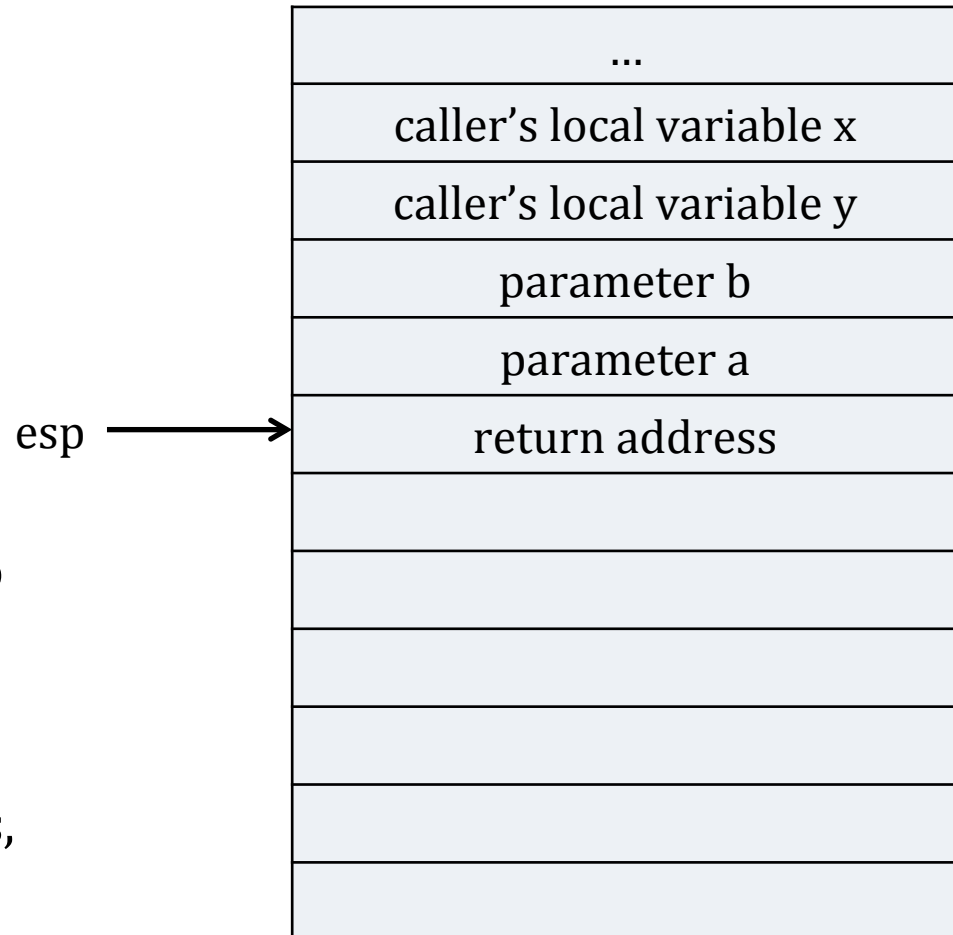 ...
caller’s local variable x
caller’s local variable y
parameter b
parameter a
esp
return address